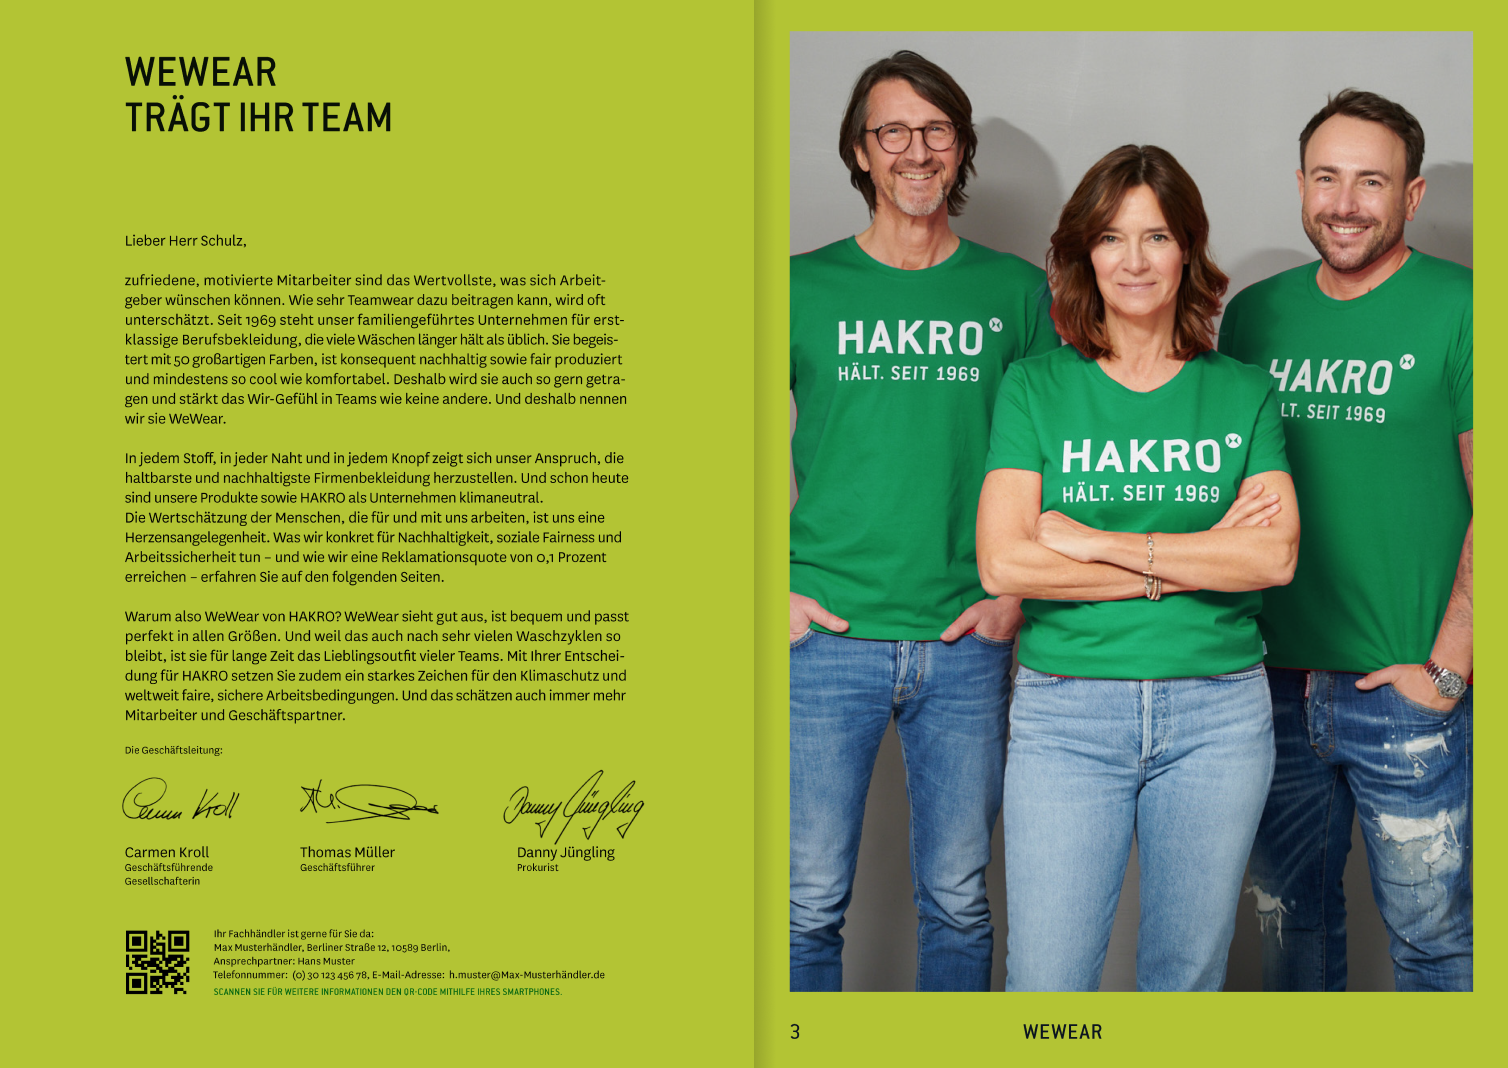 WEWEAR
TRÄGT IHR TEAM
Lieber Herr Schulz,
zufriedene, motivierte Mitarbeiter sind das Wertvollste, was sich Arbeit-
geber wünschen können. Wie sehr Teamwear dazu beitragen kann, wird oft
unterschätzt. Seit 1969 steht unser familiengeführtes Unternehmen für erst-
klassige Berufsbekleidung, die viele Wäschen länger hält als üblich. Sie begeis-
tert mit 50 großartigen Farben, ist konsequent nachhaltig sowie fair produziert
und mindestens so cool wie komfortabel. Deshalb wird sie auch so gern getra-
gen und stärkt das Wir-Gefühl in Teams wie keine andere. Und deshalb nennen
wir sie WeWear.
In jedem Stoff, in jeder Naht und in jedem Knopf zeigt sich unser Anspruch, die
haltbarste und nachhaltigste Firmenbekleidung herzustellen. Und schon heute
sind unsere Produkte sowie HAKRO als Unternehmen klimaneutral.
Die Wertschätzung der Menschen, die für und mit uns arbeiten, ist uns eine
Herzensangelegenheit. Was wir konkret für Nachhaltigkeit, soziale Fairness und
Arbeitssicherheit tun – und wie wir eine Reklamationsquote von 0,1 Prozent
erreichen – erfahren Sie auf den folgenden Seiten.
Warum also WeWear von HAKRO? WeWear sieht gut aus, ist bequem und passt
perfekt in allen Größen. Und weil das auch nach sehr vielen Waschzyklen so
bleibt, ist sie für lange Zeit das Lieblingsoutfit vieler Teams. Mit Ihrer Entschei-
dung für HAKRO setzen Sie zudem ein starkes Zeichen für den Klimaschutz und
weltweit faire, sichere Arbeitsbedingungen. Und das schätzen auch immer mehr
Mitarbeiter und Geschäftspartner.
Die Geschäftsleitung:
Carmen Kroll
Danny Jüngling
Carmen Kroll
Geschäftsführende
Gesellschafterin
Thomas Müller
Geschäftsführer
Danny Jüngling
Prokurist
Ihr Fachhändler ist gerne für Sie da:
Max Musterhändler, Berliner Straße 12, 10589 Berlin,
Ansprechpartner: Hans Muster
Telefonnummer: (0) 30 123 456 78, E-Mail-Adresse: h.muster@Max-Musterhändler.de
SCANNEN SIE FÜR WEITERE INFORMATIONEN DEN QR-CODE MITHILFE IHRES SMARTPHONES.
HAKRO
HÄLT. SEIT 1969
HAKRO
HÄLT. SEIT 1969
HAKRO
LT. SEIT 1969
3
WEWEAR